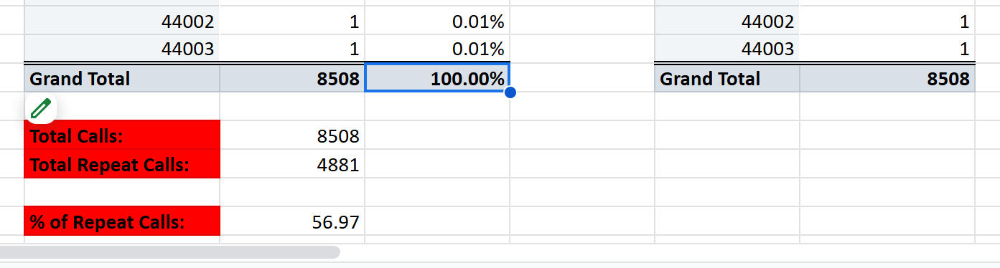 44002 1 0.01% 44002 1
44003 1 0.01% 44003 1
Grand Total 8508 100.00% Grand Total 8508
Total Calls: 8508
Total Repeat Calls: 4881
% of Repeat Calls: 56.97